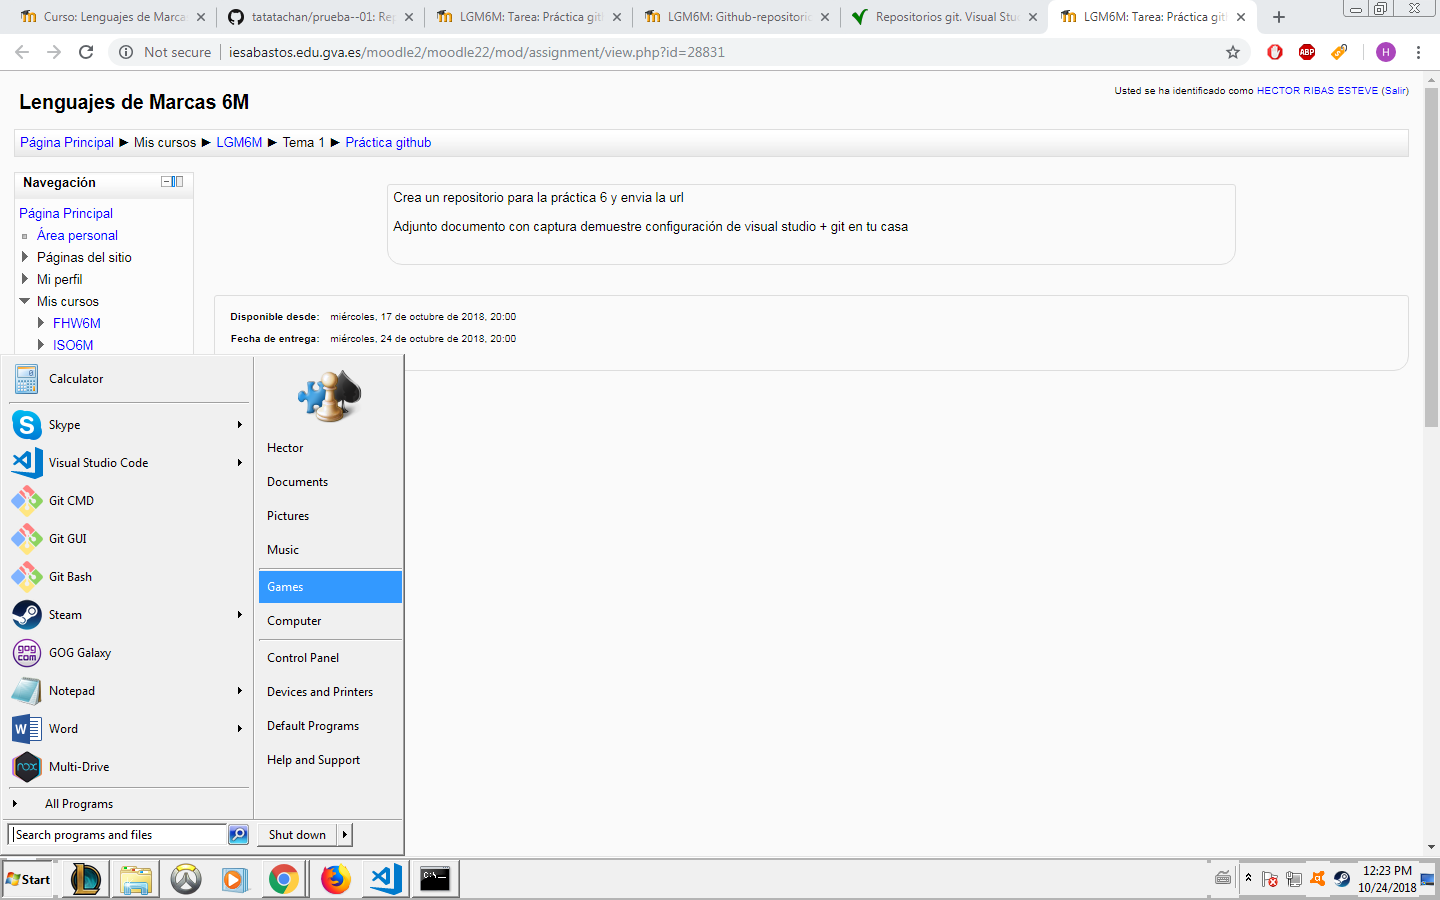 Curso: Lenguajes de Marcas
tatatachan/prueba--01: Rep
LGM6M: Tarea: Práctica gith
LGM6M: Github-repositorio
Repositorios git. Visual Stu
LGM6M: Tarea: Práctica gith
Not secure
iesabastos.edu.gva.es/moodle2/moodle22/mod/assignment/view.php?id=28831
ABP
H
Lenguajes de Marcas 6M
Usted se ha identificado como HECTOR RIBAS ESTEVE (Salir)
Página Principal ► Mis cursos ► LGM6M ► Tema 1 ► Práctica github
Navegación
Página Principal
Área personal
Páginas del sitio
Mi perfil
Mis cursos
FHW6M
ISO6M
Crea un repositorio para la práctica 6 y envia la url
Adjunto documento con captura demuestre configuración de visual studio + git en tu casa
Disponible desde: miércoles, 17 de octubre de 2018, 20:00
Fecha de entrega: miércoles, 24 de octubre de 2018, 20:00
Calculator
Skype
Visual Studio Code
Git CMD
Git GUI
Git Bash
Steam
GOG Galaxy
Notepad
Word
Multi-Drive
All Programs
Search programs and files
Hector
Documents
Pictures
Music
Games
Computer
Control Panel
Devices and Printers
Default Programs
Help and Support
Shut down
Start
12:23 PM
10/24/2018